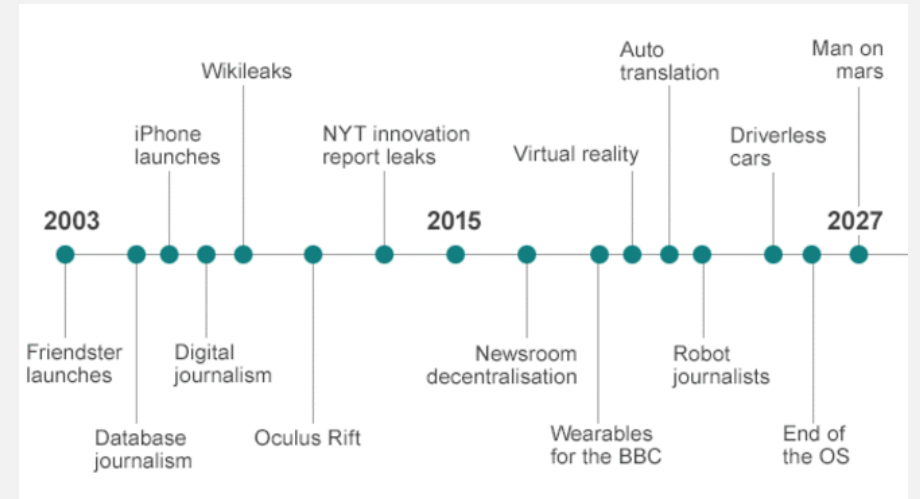 Auto
translation
Man on
mars
Wikileaks
iPhone
launches
NYT innovation
report leaks
Virtual reality
Driverless
cars
2003
2015
2027
Friendster
launches
Digital
journalism
Newsroom
decentralisation
Robot
journalists
Database
journalism
Oculus Rift
Wearables
for the BBC
End of
the OS